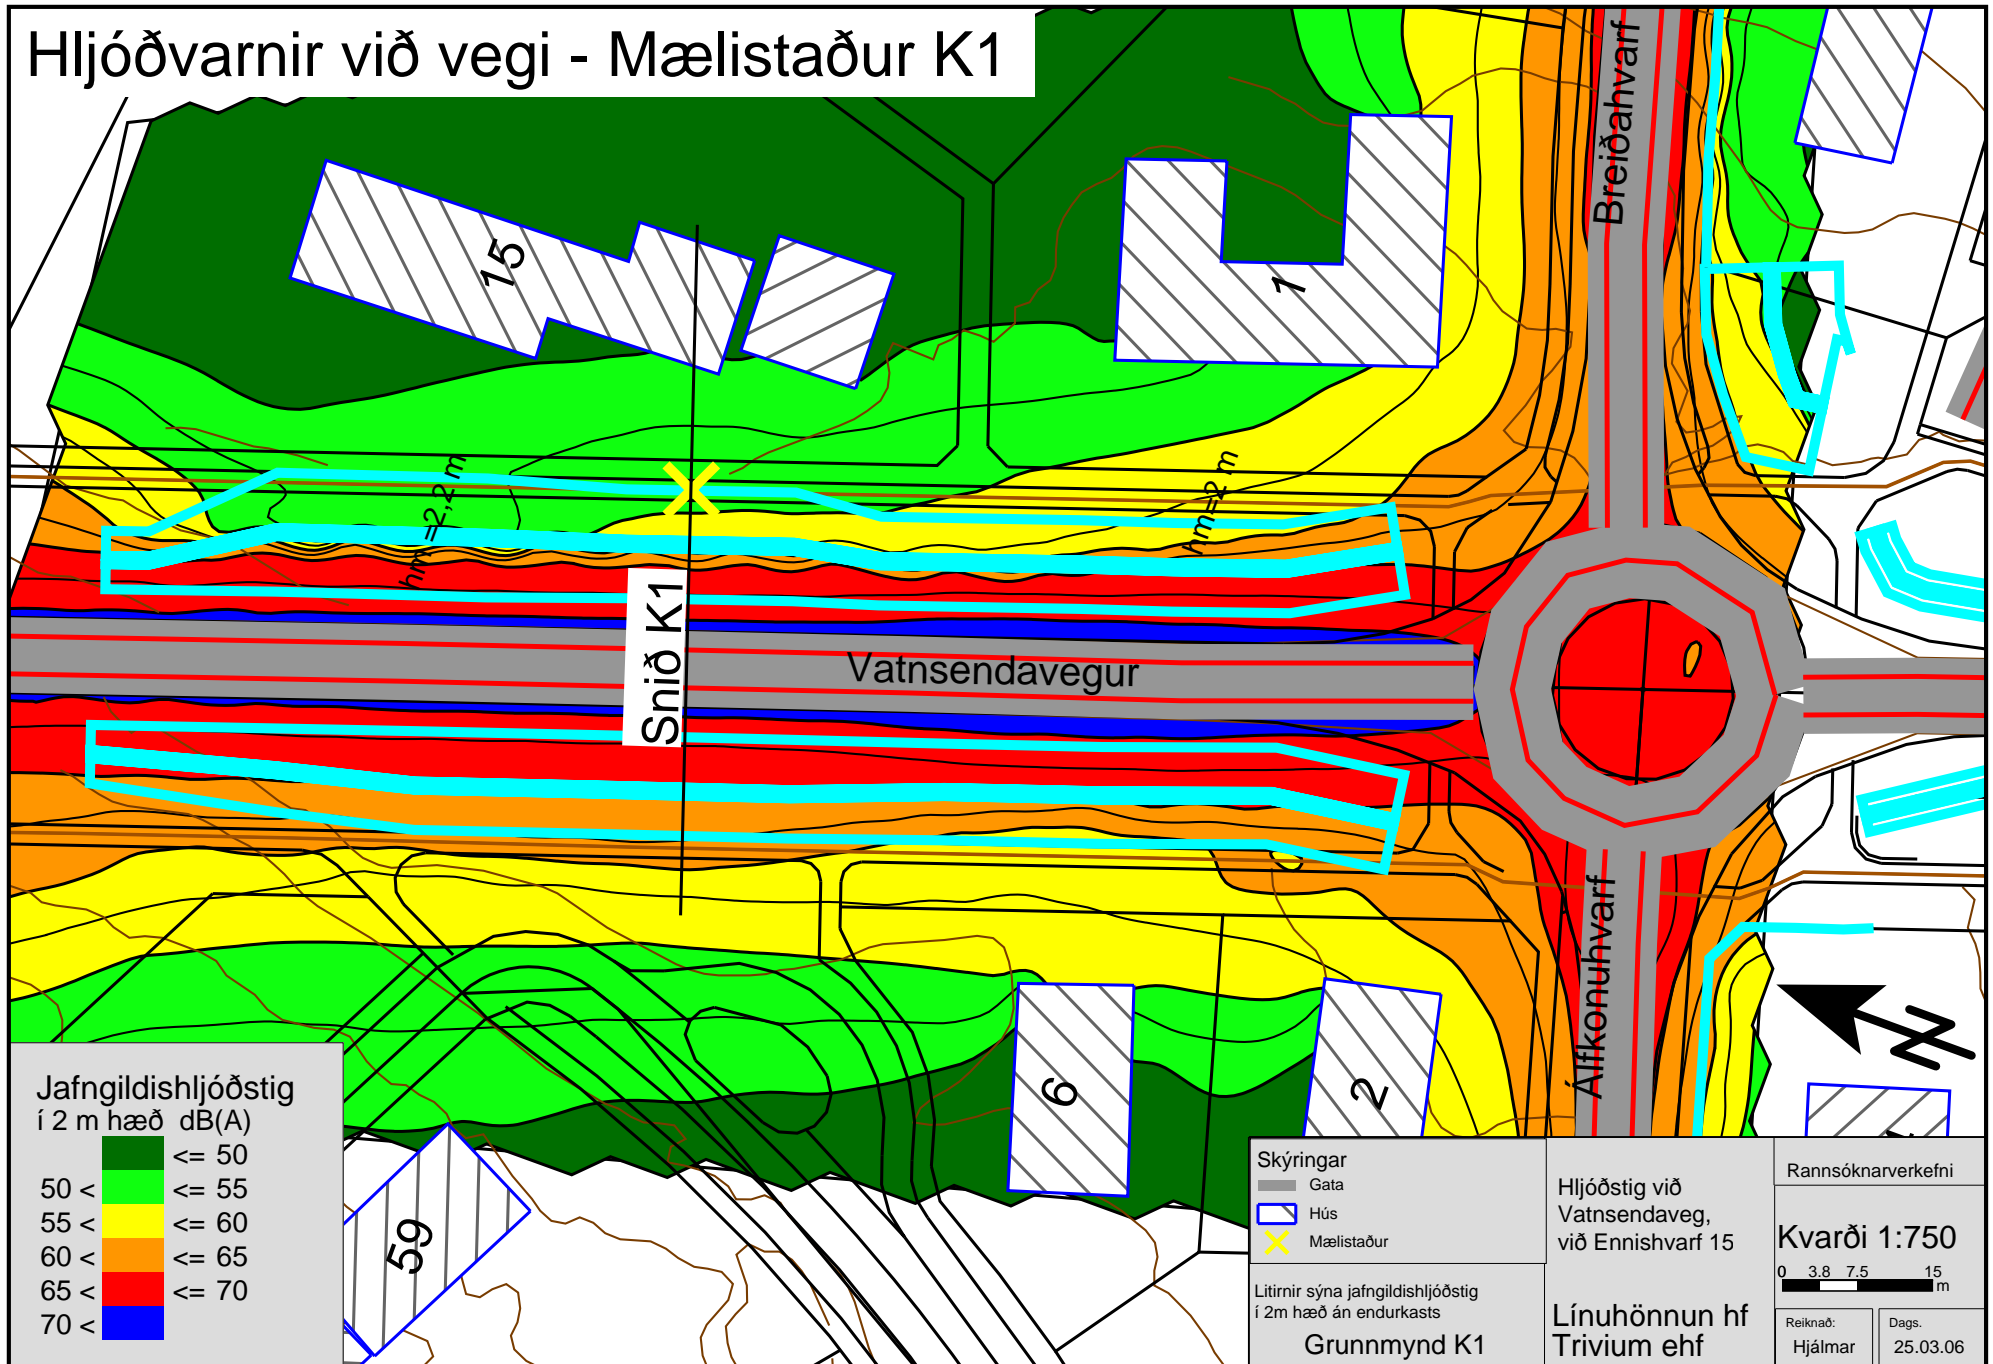 Hljóðvarnir við vegi - Mælistaður K1
Breiðahvarf
15
1
hm=2,2 m
hm=2 m
Snið K1
Vatnsendavegur
Álfkonuhvarf
N
6
2
59
Jafngildishljóðstig
í 2 m hæð dB(A)
<= 50
50 < <= 55
55 < <= 60
60 < <= 65
65 < <= 70
70 <
Skýringar
Gata
Hús
Mælistaður
Litirnir sýna jafngildishljóðstig
í 2m hæð án endurkasts
Grunnmynd K1
Hljóðstig við
Vatnsendaveg,
við Ennishvarf 15
Línuhönnun hf
Trivium ehf
Rannsóknarverkefni
Kvarði 1:750
0 3.8 7.5 15
m
Reiknað:
Hjálmar
Dags.
25.03.06